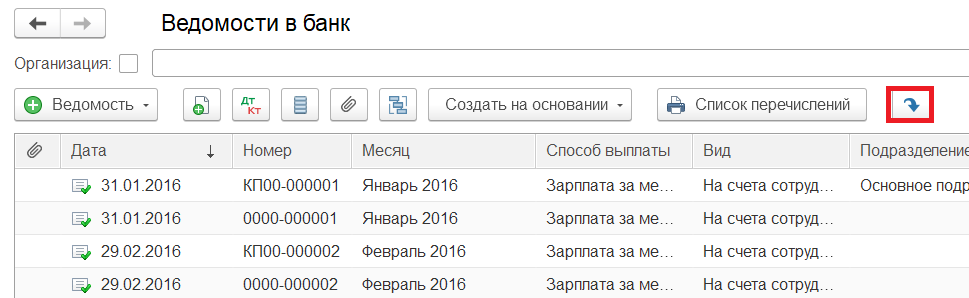 Ведомости в банк
Организация:
Ведомость Дт Кт Создать на основании Список перечислений
Дата Номер Месяц Способ выплаты Вид Подразделение
31.01.2016 КП00-000001 Январь 2016 Зарплата за ме... На счета сотруд... Основное подр
31.01.2016 0000-000001 Январь 2016 Зарплата за ме... На счета сотруд...
29.02.2016 КП00-000002 Февраль 2016 Зарплата за ме... На счета сотруд...
29.02.2016 0000-000002 Февраль 2016 Зарплата за ме... На счета сотруд...